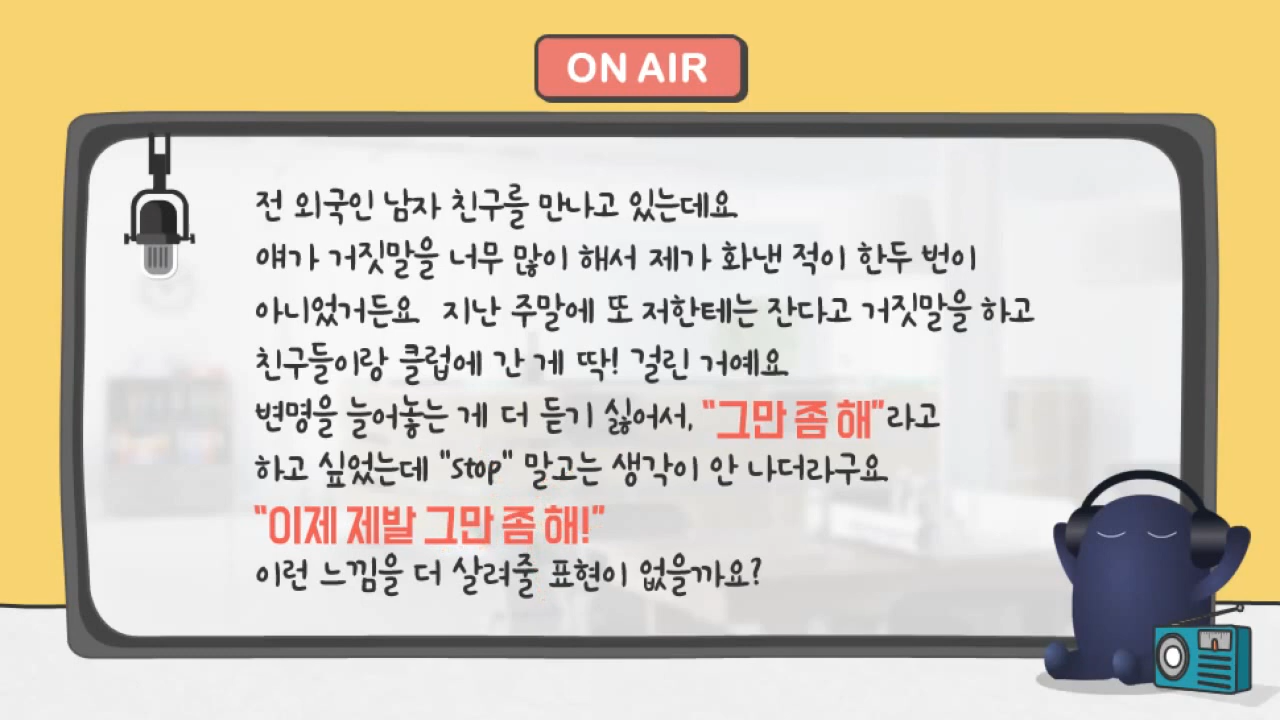 ON AIR
전 외국인 남자 친구를 만나고 있는데요
얘가 거짓말을 너무 많이 해서 제가 화낸 적이 한두 번이
아니었거든요 지난 주말에 또 저한테는 잔다고 거짓말을 하고
친구들이랑 클럽에 간 게 딱! 걸린 거예요
변명을 늘어놓는 게 더 듣기 싫어서, "그만 좀 해"라고
하고 싶었는데 "stop" 말고는 생각이 안 나더라구요
"이제 제발 그만 좀 해!"
이런 느낌을 더 살려줄 표현이 없을까요?